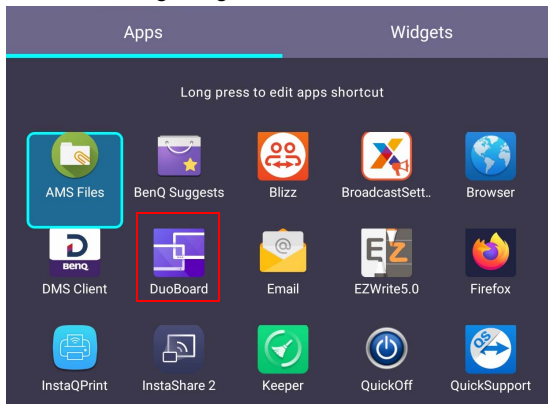 Apps Widgets
Long press to edit apps shortcut
AMS Files BenQ Suggests Blizz BroadcastSett.. Browser
D
BenQ
@
EZ
DMS Client DuoBoard Email EZWrite5.0 Firefox
QS
InstaQPrint InstaShare 2 Keeper QuickOff QuickSupport